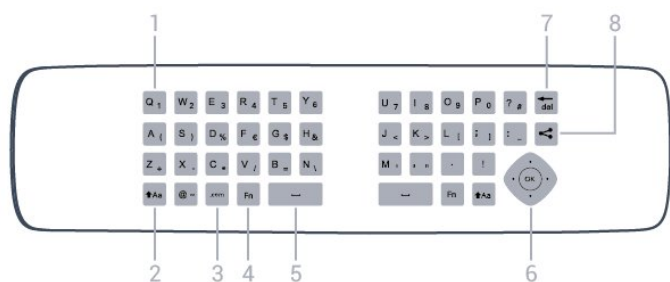 1 7 8
Q 1 W 2 E 3 R 4 T 5 Y 6 U 7 I 8 O 9 P 0 ? # del
A ( S ) D % F € G $ H & J < K > L [ ; ] : _
Z + X - C * V / B = N \ M ' , " . !
Aa @ Fn Fn Aa OK
2 3 4 5 6